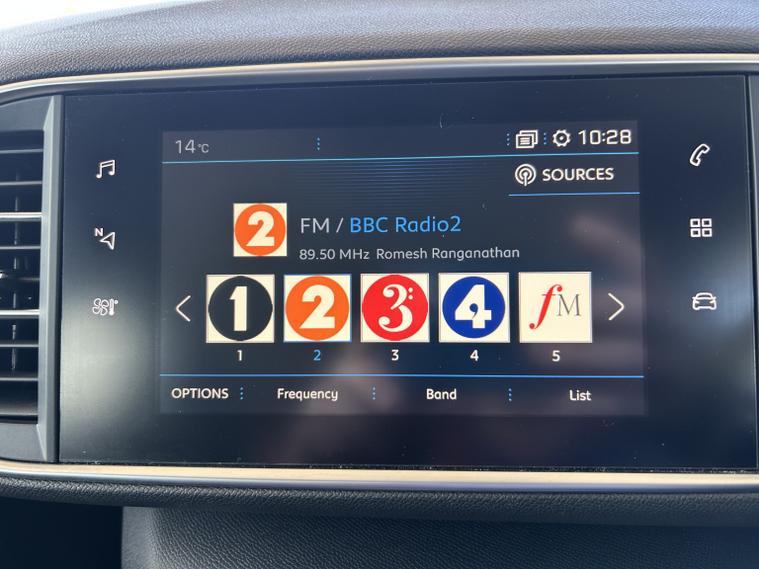 14°C
10:28
SOURCES
N
2
FM / BBC Radio2
89.50 MHz Romesh Ranganathan
1 2 3: 4 fM
1 2 3 4 5
OPTIONS Frequency Band List